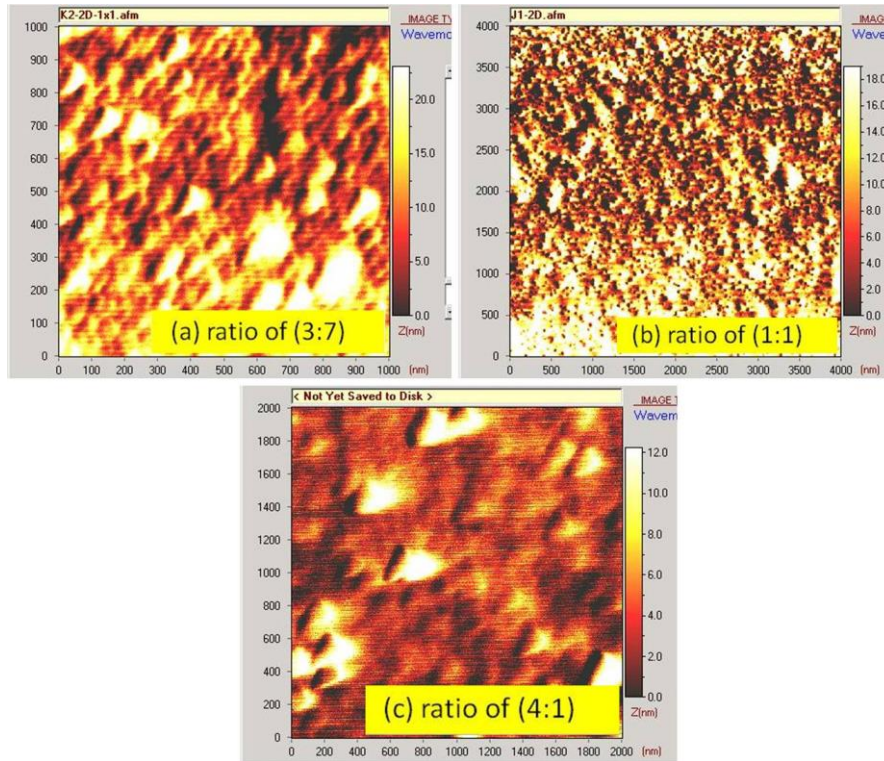 K2-2D-1x1.afm
IMAGE TY
Wavemo
1000
900
800
700
600
500
400
300
200
100
0
0 100 200 300 400 500 600 700 800 900 1000 (nm)
20.0
15.0
10.0
5.0
0.0
Z(nm)
(a) ratio of (3:7)
J1-2D.afm
IMAGE
Wave
4000
3500
3000
2500
2000
1500
1000
500
0
0 500 1000 1500 2000 2500 3000 3500 4000
(nm)
18.0
16.0
14.0
12.0
10.0
8.0
6.0
4.0
2.0
0.0
Z(nm)
(b) ratio of (1:1)
< Not Yet Saved to Disk >
IMAGE T
Wavem
2000
1800
1600
1400
1200
1000
800
600
400
200
0
0 200 400 600 800 1000 1200 1400 1600 1800 2000
(nm)
12.0
10.0
8.0
6.0
4.0
2.0
0.0
Z(nm)
(c) ratio of (4:1)